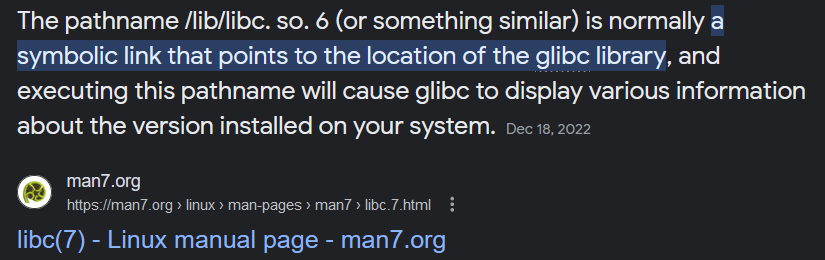 The pathname /lib/libc. so. 6 (or something similar) is normally a
symbolic link that points to the location of the glibc library, and
executing this pathname will cause glibc to display various information
about the version installed on your system. Dec 18, 2022
man7.org
https://man7.org › linux › man-pages › man7 › libc.7.html
libc(7) - Linux manual page - man7.org